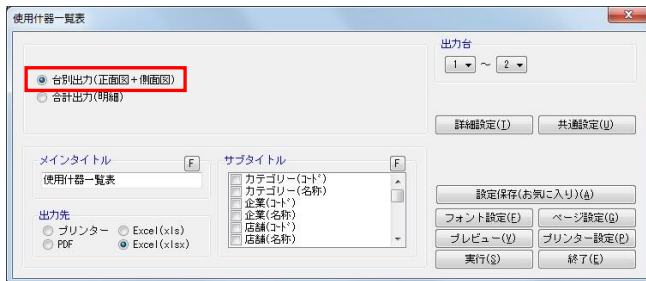 使用什器一覧表
出力台
1 ～ 2
台別出力(正面図+側面図)
合計出力(明細)
詳細設定(T) 共通設定(U)
メインタイトル F サブタイトル F
使用什器一覧表
カテゴリー(コード)
カテゴリー(名称)
企業(コード)
企業(名称)
店舗(コード)
店舗(名称)
出力先
プリンター Excel(xls)
PDF Excel(xlsx)
設定保存(お気に入り)(A)
フォント設定(F) ページ設定(G)
プレビュー(Y) プリンター設定(P)
実行(S) 終了(E)